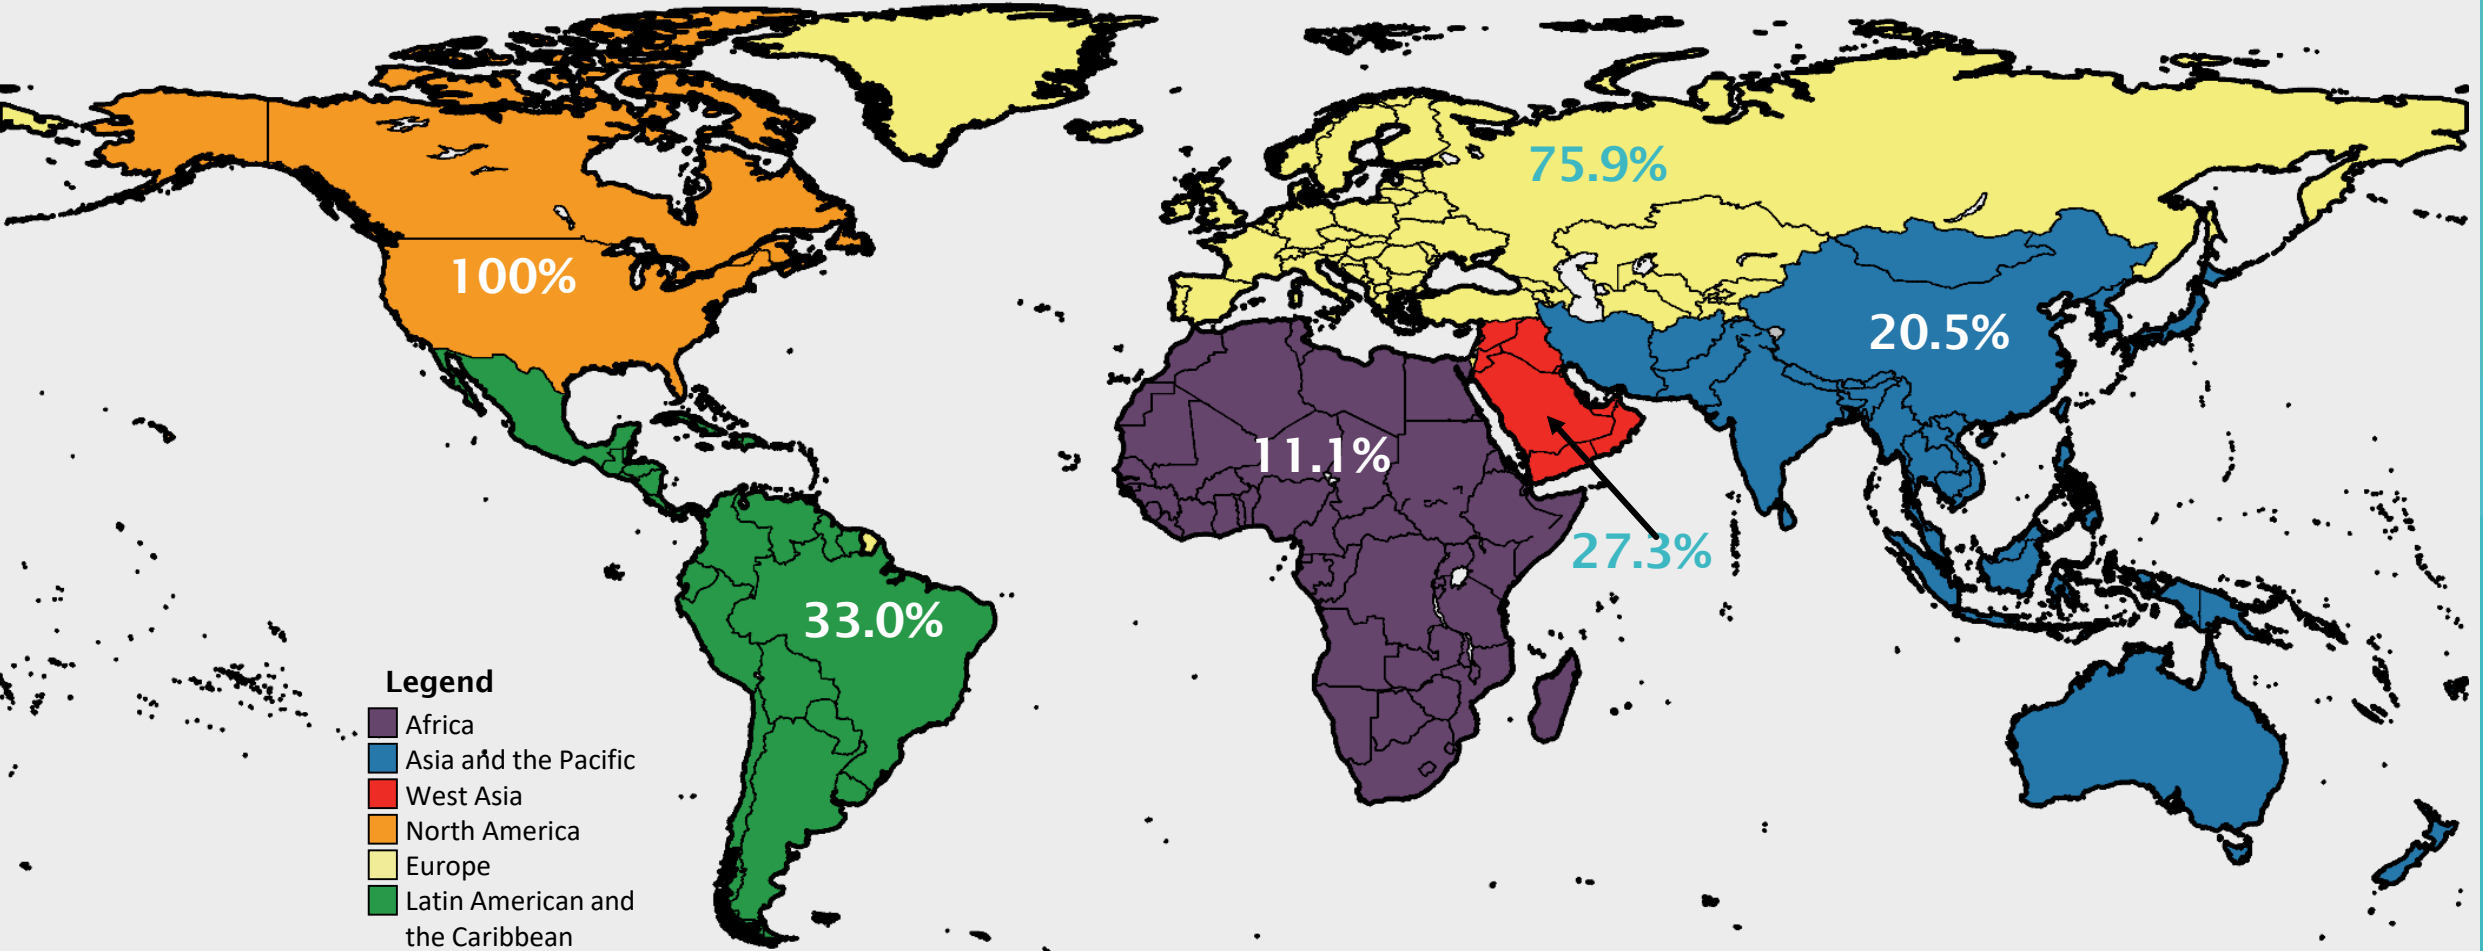 75.9%
100%
20.5%
11.1%
27.3%
33.0%
Legend
Africa
Asia and the Pacific
West Asia
North America
Europe
Latin American and
the Caribbean